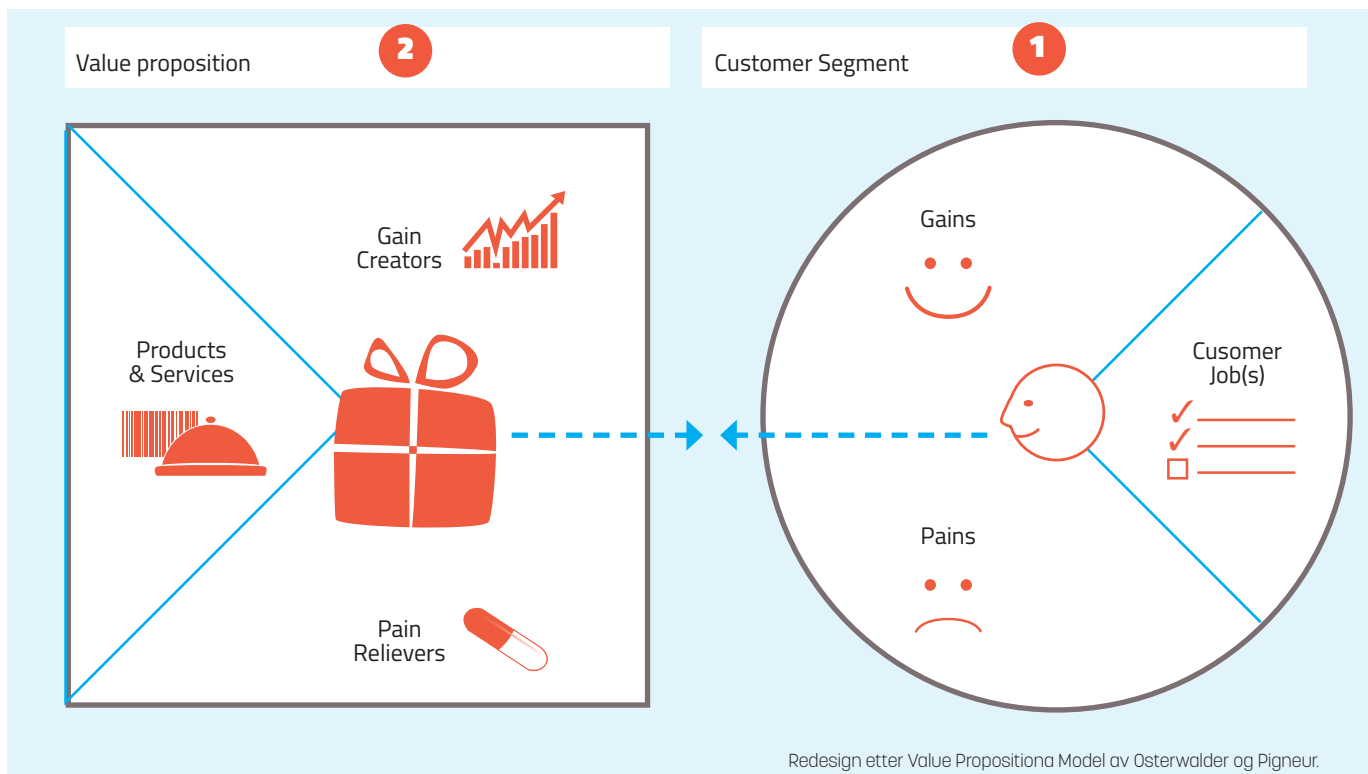 Value proposition
2
Customer Segment
1
Gain
Creators
Products
& Services
Pain
Relievers
Gains
Cusomer
Job(s)
Pains
Redesign etter Value Propositiona Model av Osterwalder og Pigneur.